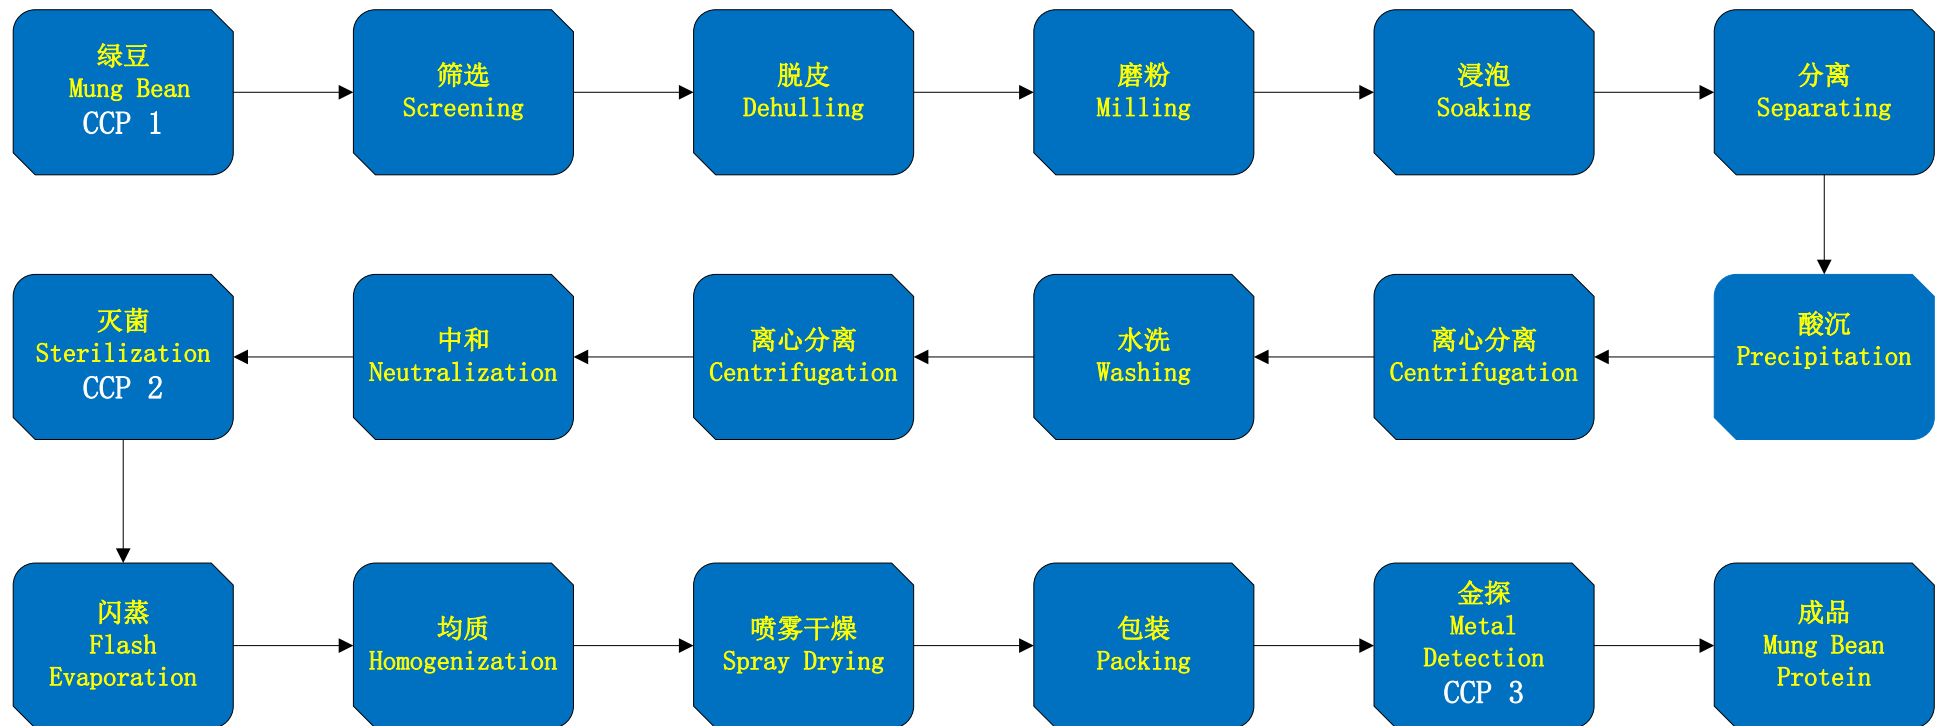 绿豆
Mung Bean
CCP 1
筛选
Screening
脱皮
Dehulling
磨粉
Milling
浸泡
Soaking
分离
Separating
酸沉
Precipitation
离心分离
Centrifugation
水洗
Washing
离心分离
Centrifugation
中和
Neutralization
灭菌
Sterilization
CCP 2
闪蒸
Flash
Evaporation
均质
Homogenization
喷雾干燥
Spray Drying
包装
Packing
金探
Metal
Detection
CCP 3
成品
Mung Bean
Protein